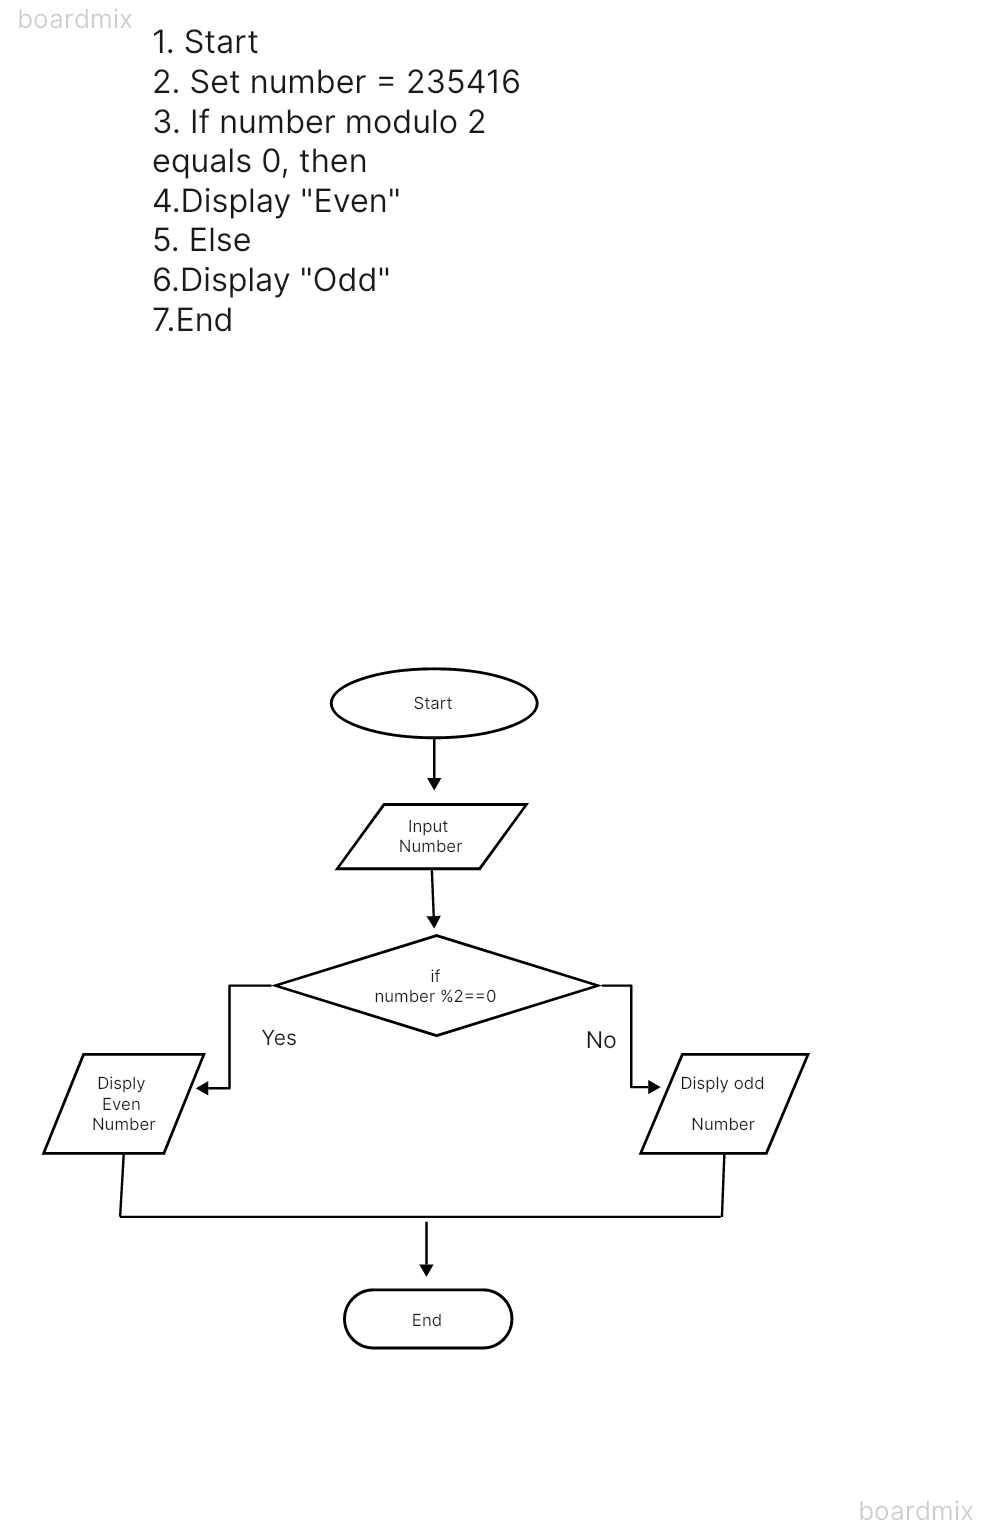 boardmix
1. Start
2. Set number = 235416
3. If number modulo 2
equals 0, then
4.Display "Even"
5. Else
6.Display "Odd"
7.End
Start
Input
Number
if
number %2==0
Yes
No
Disply
Even
Number
Disply odd
Number
End
boardmix